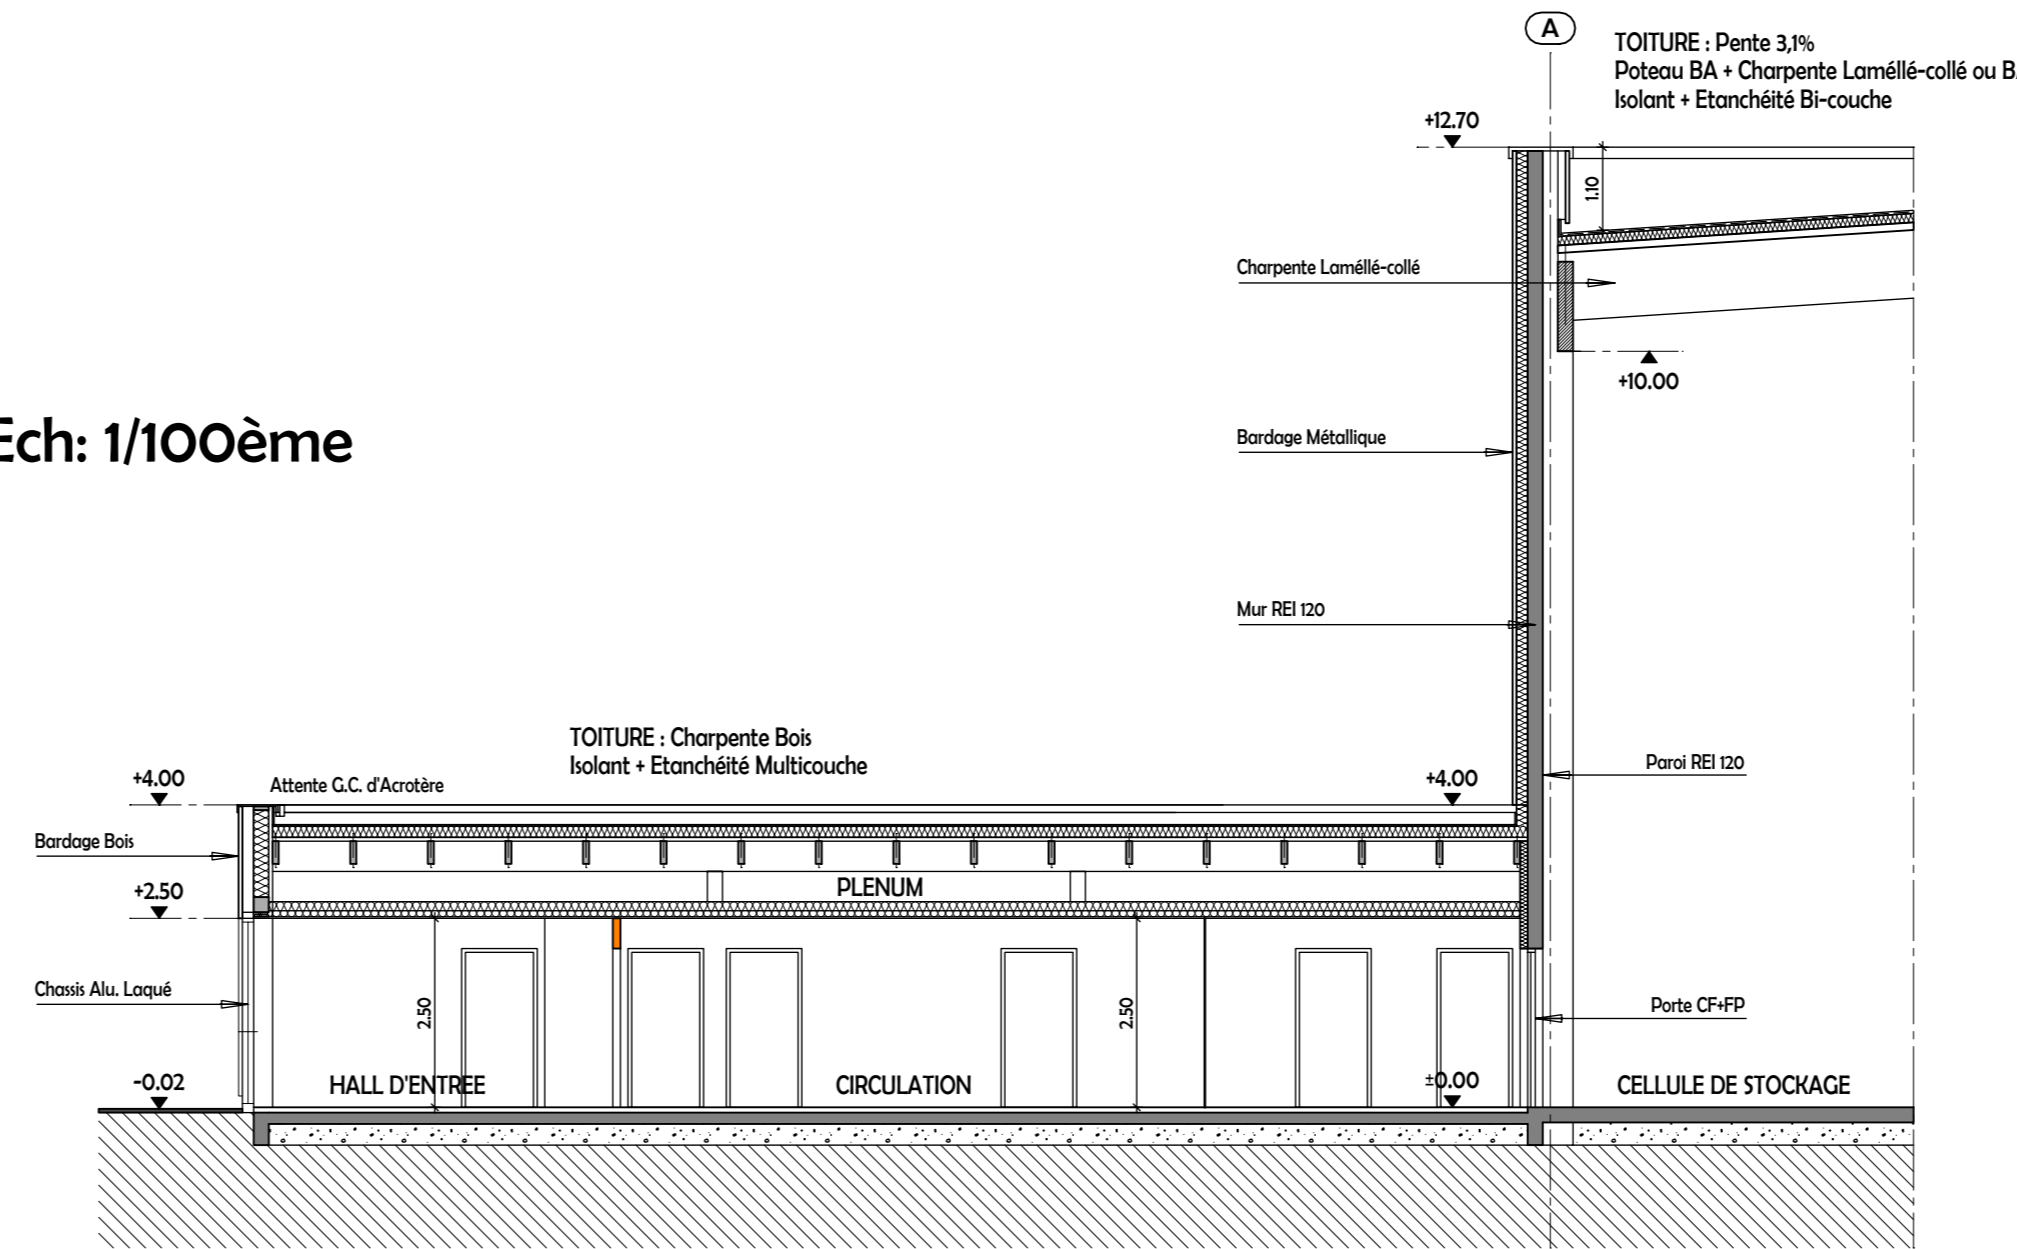 A
TOITURE : Pente 3,1%
Poteau BA + Charpente Laméllé-collé ou
Isolant + Etanchéité Bi-couche
+12.70
1.10
Charpente Laméllé-collé
+10.00
Ech: 1/100ème
Bardage Métallique
Mur REI 120
TOITURE : Charpente Bois
Isolant + Etanchéité Multicouche
Paroi REI 120
+4.00
Attente G.C. d'Acrotère
+4.00
Bardage Bois
+2.50
PLENUM
Chassis Alu. Laqué
2.50
2.50
Porte CF+FP
-0.02
HALL D'ENTREE
CIRCULATION
±0.00
CELLULE DE STOCKAGE